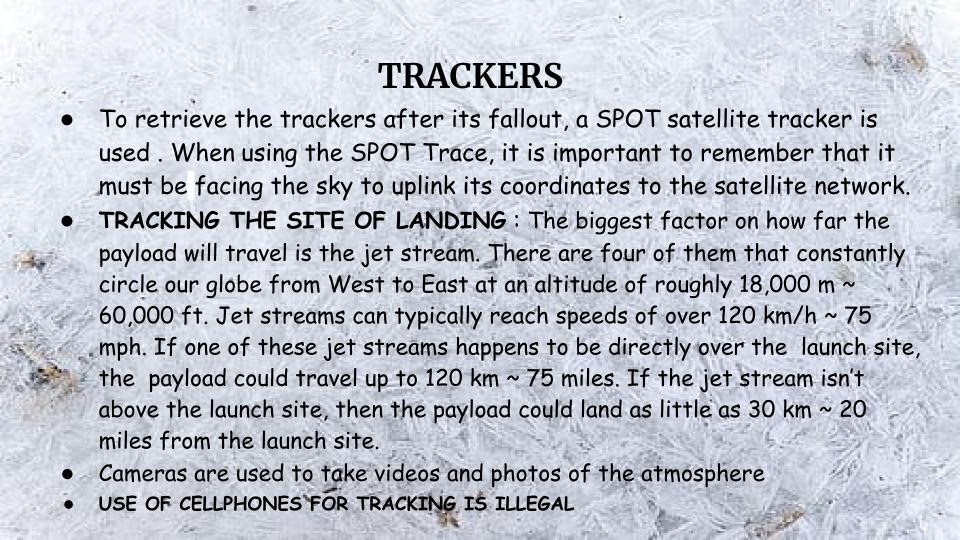 TRACKERS
● To retrieve the trackers after its fallout, a SPOT satellite tracker is
used . When using the SPOT Trace, it is important to remember that it
must be facing the sky to uplink its coordinates to the satellite network.
● TRACKING THE SITE OF LANDING : The biggest factor on how far the
payload will travel is the jet stream. There are four of them that constantly
circle our globe from West to East at an altitude of roughly 18,000 m ~
60,000 ft. Jet streams can typically reach speeds of over 120 km/h ~ 75
mph. If one of these jet streams happens to be directly over the  launch site,
the  payload could travel up to 120 km ~ 75 miles. If the jet stream isn't
above the launch site, then the payload could land as little as 30 km ~ 20
miles from the launch site.
● Cameras are used to take videos and photos of the atmosphere
● USE OF CELLPHONES FOR TRACKING IS ILLEGAL